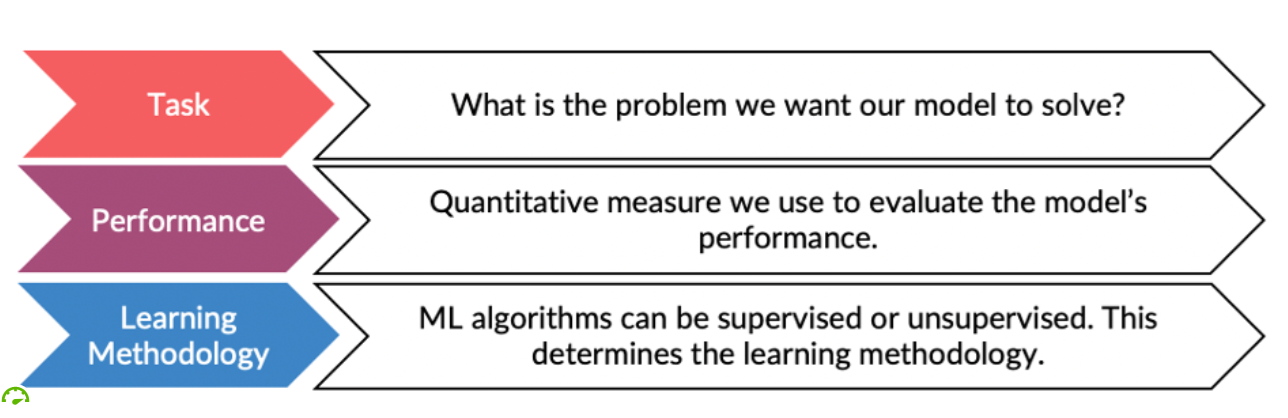 Task
What is the problem we want our model to solve?
Performance
Quantitative measure we use to evaluate the model’s
performance.
Learning
Methodology
ML algorithms can be supervised or unsupervised. This
determines the learning methodology.